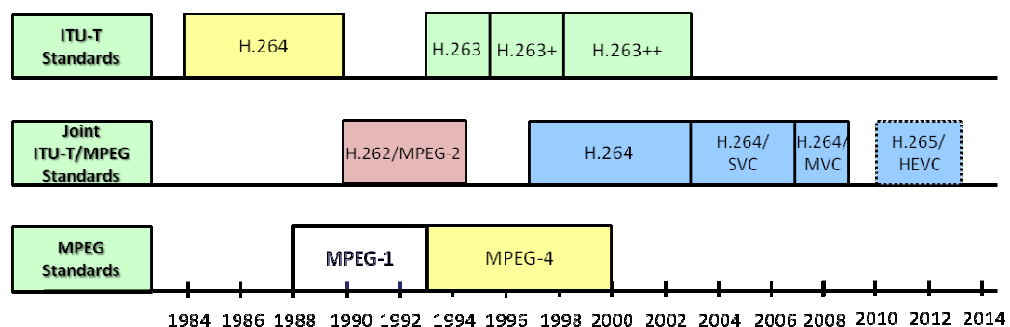 ITU-T
Standards
H.264
H.263
H.263+
H.263++
Joint
ITU-T/MPEG
Standards
H.262/MPEG-2
H.264
H.264/
SVC
H.264/
MVC
H.265/
HEVC
MPEG
Standards
MPEG-1
MPEG-4
1984 1986 1988 1990 1992 1994 1996 1998 2000 2002 2004 2006 2008 2010 2012 2014